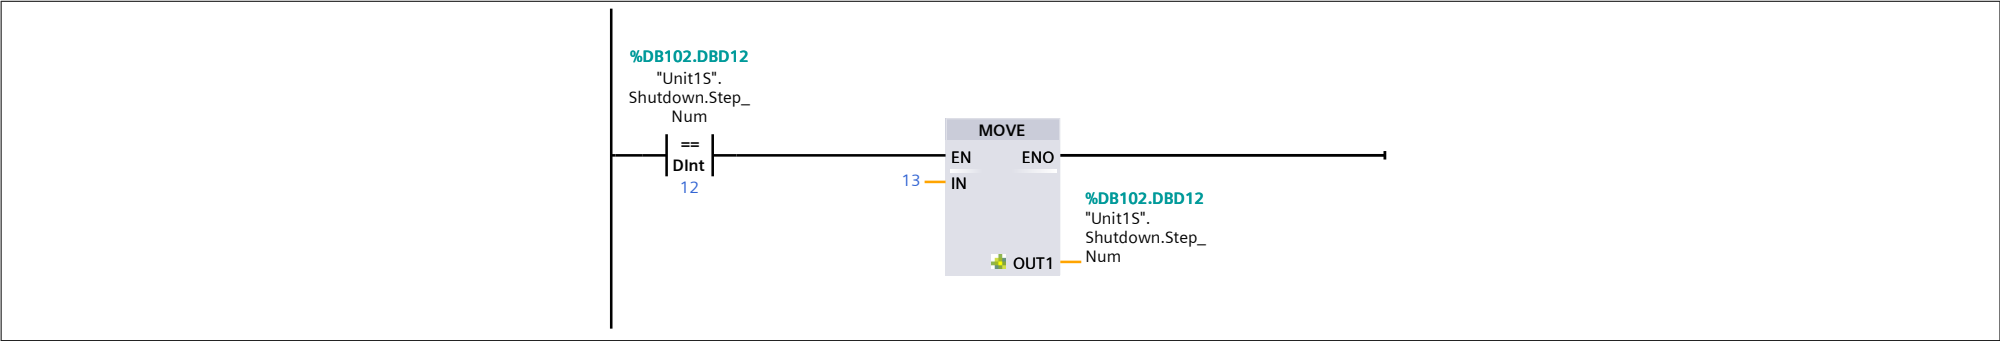 %DB102.DBD12
"Unit1S".
Shutdown.Step_
Num
==
DInt
12
MOVE
EN ENO
13 IN
%DB102.DBD12
"Unit1S".
Shutdown.Step_
Num
OUT1